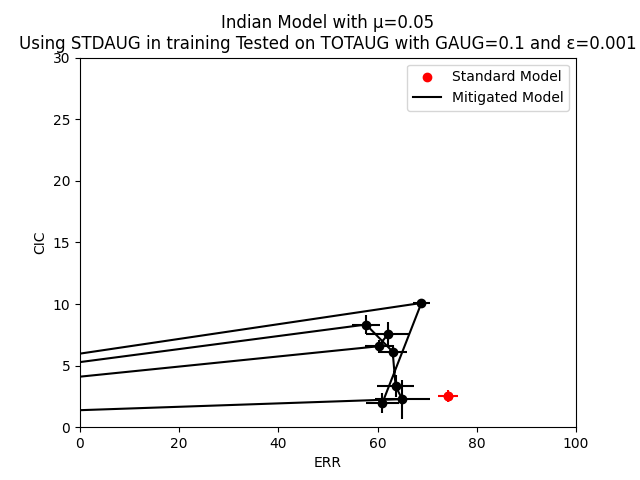 Indian Model with μ=0.05
Using STDAUG in training Tested on TOTAUG with GAUG=0.1 and ε=0.001
Standard Model
Mitigated Model
30
25
20
15
10
5
0
CIC
0 20 40 60 80 100
ERR